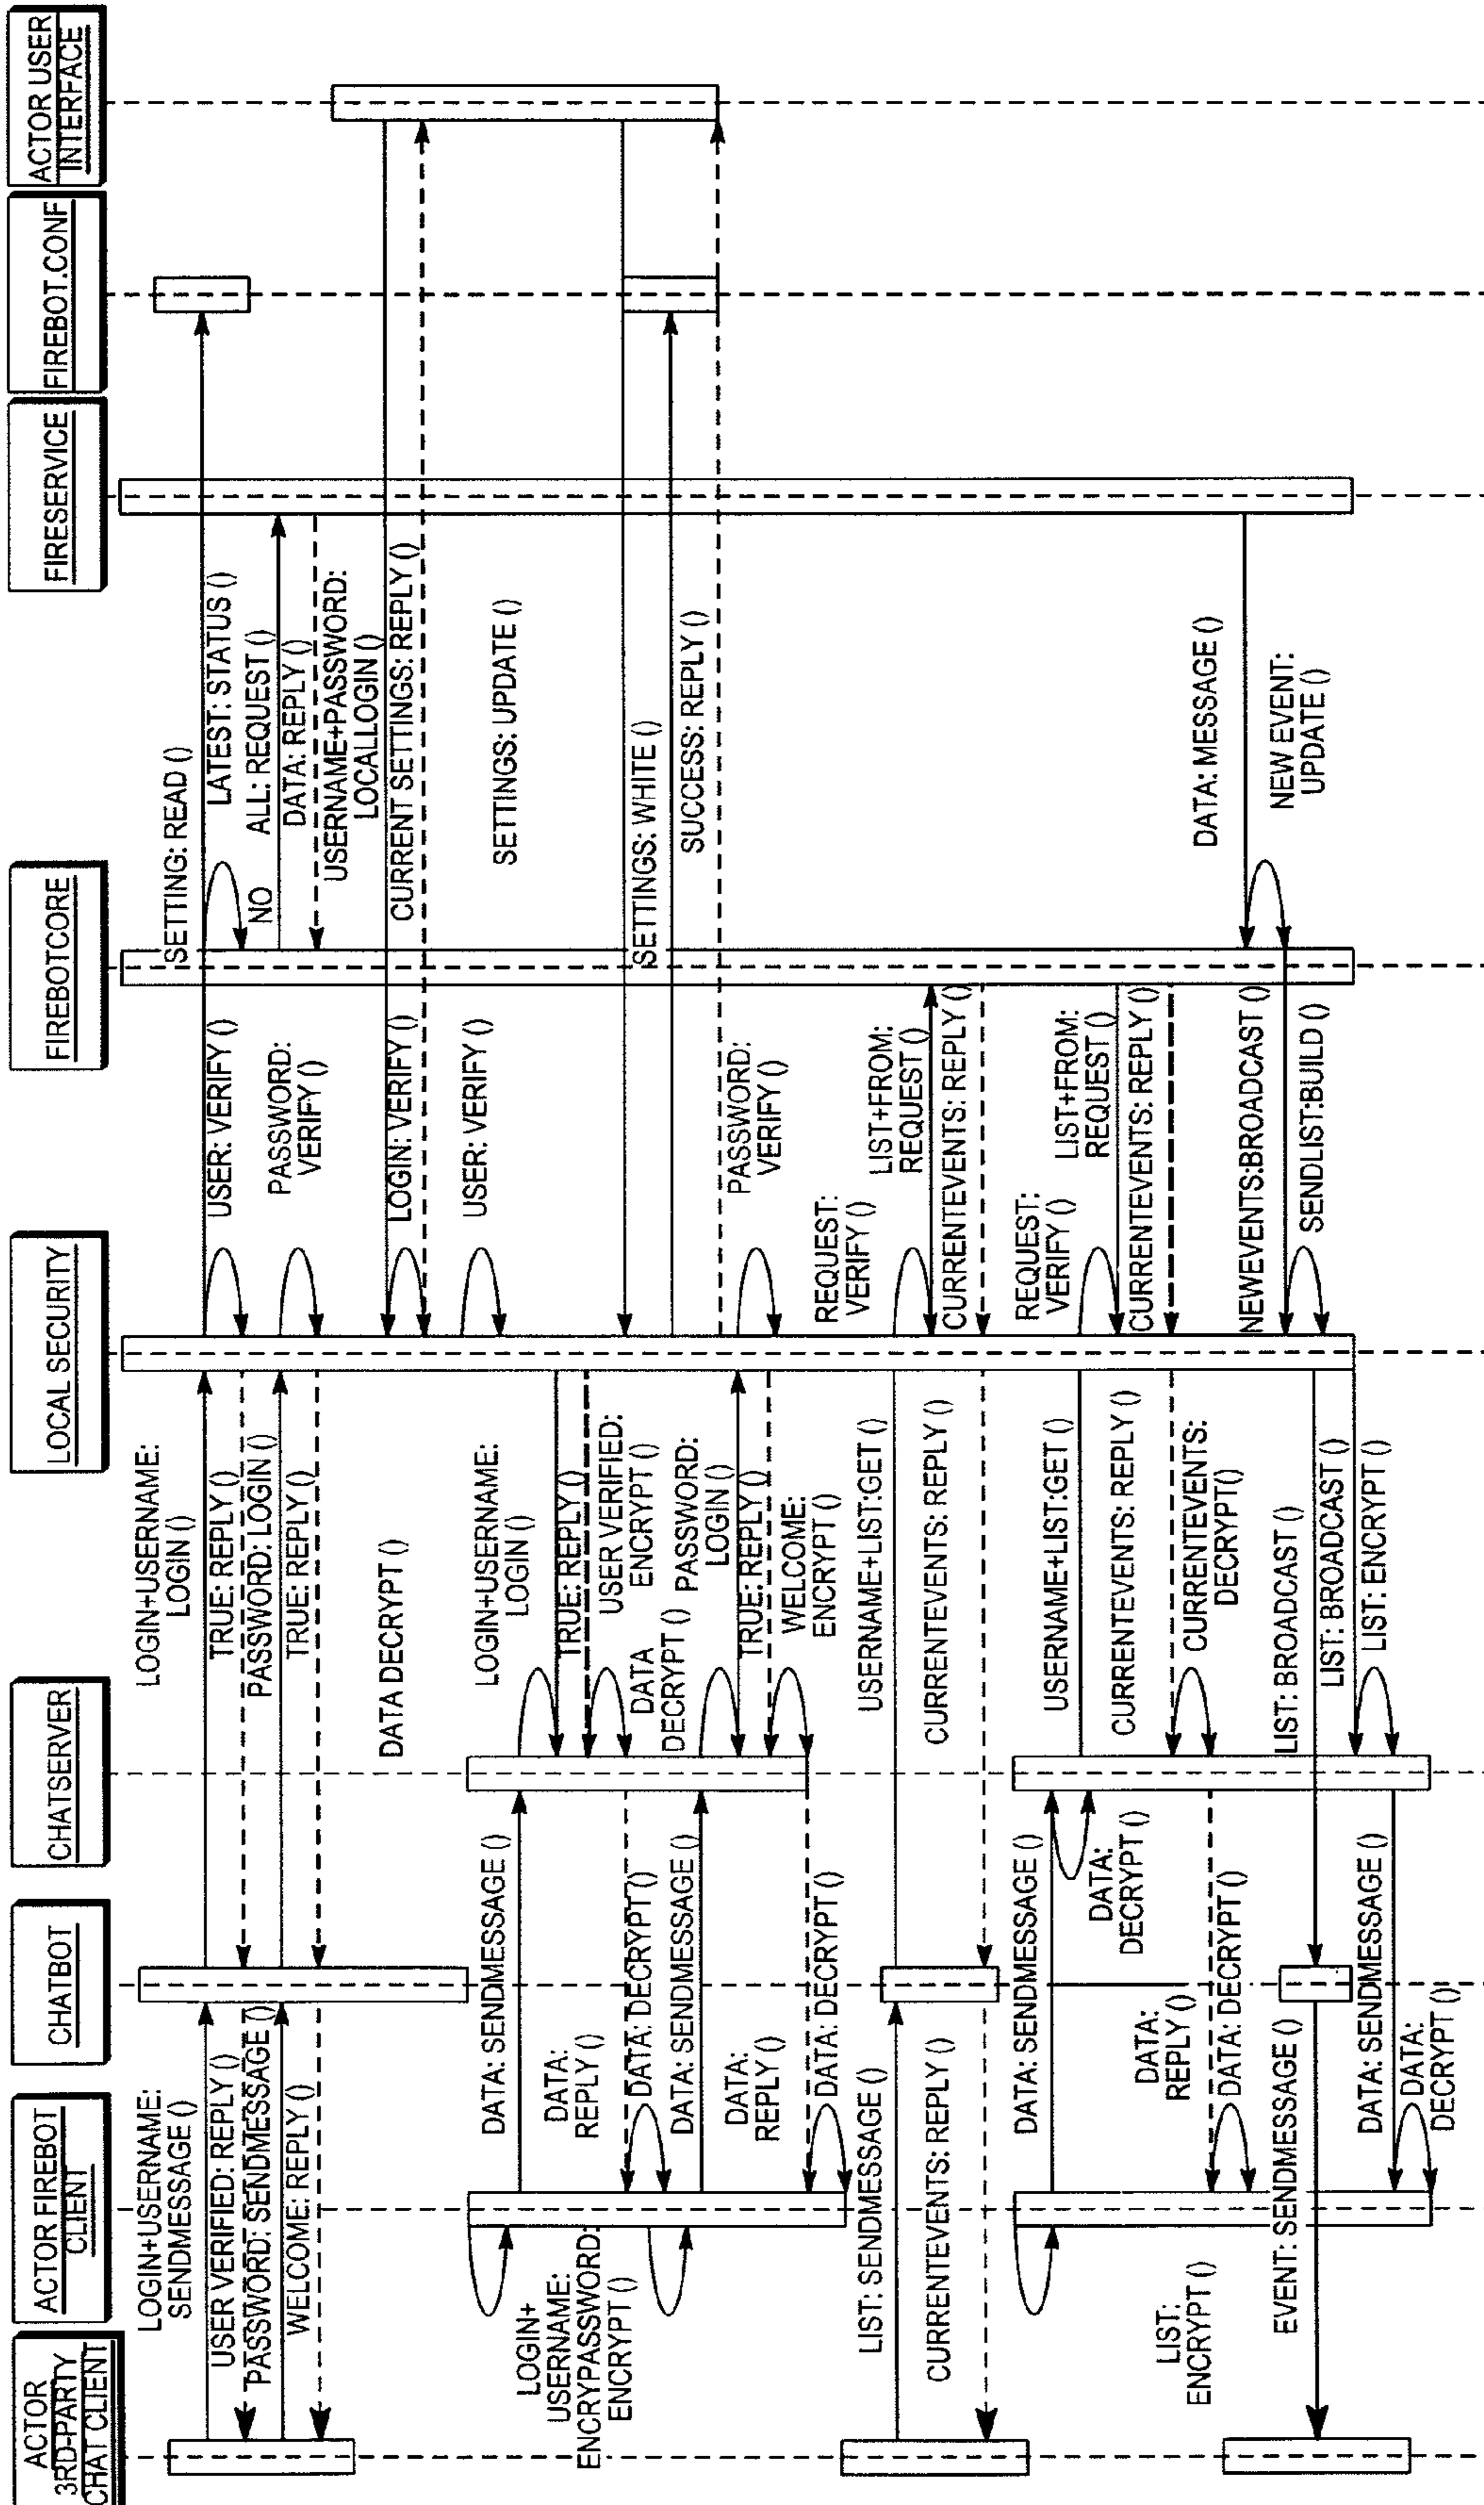 ACTOR
3RD-PARTY
CHAT CLIENT
ACTOR FIREBOT
CLIENT
CHATBOT
CHATSERVER
LOCAL SECURITY
FIREBOTCORE
FIRESERVICE
FIREBOT.CONF
ACTOR USER
INTERFACE
LOGIN+USERNAME:
SENDMESSAGE ()
USER VERIFIED: REPLY ()
PASSWORD: SENDMESSAGE ()
WELCOME: REPLY ()
LOGIN+USERNAME:
LOGIN ()
TRUE: REPLY ()
PASSWORD: LOGIN ()
TRUE: REPLY ()
USER: VERIFY ()
PASSWORD:
VERIFY ()
SETTING: READ ()
LATEST: STATUS ()
NO
ALL: REQUEST ()
DATA: REPLY ()
USERNAME+PASSWORD:
LOCALLOGIN ()
LOGIN: VERIFY ()
CURRENT SETTINGS: REPLY ()
DATA DECRYPT ()
USER: VERIFY ()
SETTINGS: UPDATE ()
LOGIN+
USERNAME:
ENCRYPASSWORD:
ENCRYPT ()
DATA: SENDMESSAGE ()
DATA:
REPLY ()
DATA: DECRYPT ()
DATA: SENDMESSAGE ()
DATA:
REPLY ()
DATA: DECRYPT ()
LOGIN+USERNAME:
LOGIN ()
TRUE: REPLY ()
USER VERIFIED:
ENCRYPT ()
DATA
DECRYPT ()
PASSWORD:
LOGIN ()
TRUE: REPLY ()
WELCOME:
ENCRYPT ()
SETTINGS: WHITE ()
SUCCESS: REPLY ()
PASSWORD:
VERIFY ()
LIST: SENDMESSAGE ()
CURRENTEVENTS: REPLY ()
USERNAME+LIST:GET ()
CURRENTEVENTS: REPLY ()
REQUEST:
VERIFY ()
LIST+FROM:
REQUEST ()
CURRENTEVENTS: REPLY ()
LIST:
ENCRYPT ()
DATA: SENDMESSAGE ()
DATA:
DECRYPT ()
DATA:
REPLY ()
DATA: DECRYPT ()
USERNAME+LIST:GET ()
CURRENTEVENTS: REPLY ()
CURRENTEVENTS:
DECRYPT()
REQUEST:
VERIFY ()
LIST+FROM:
REQUEST ()
CURRENTEVENTS: REPLY ()
DATA: MESSAGE ()
NEW EVENT:
UPDATE ()
NEWEVENTS:BROADCAST ()
SENDLIST:BUILD ()
LIST: BROADCAST ()
LIST: BROADCAST ()
LIST: ENCRYPT ()
EVENT: SENDMESSAGE ()
DATA: SENDMESSAGE ()
DATA:
DECRYPT ()